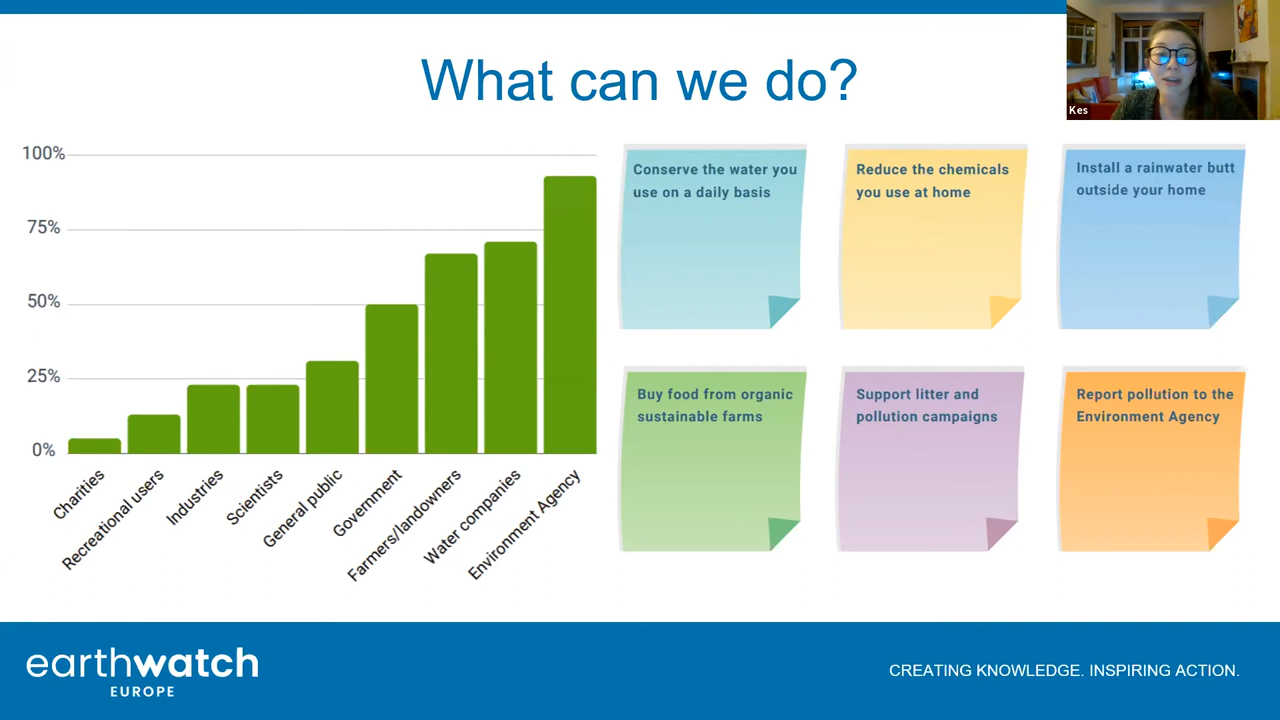 What can we do?
Kes
100%
75%
50%
25%
0%
Charities
Recreational users
Industries
Scientists
General public
Government
Farmers/landowners
Water companies
Environment Agency
Conserve the water you
use on a daily basis
Reduce the chemicals
you use at home
Install a rainwater butt
outside your home
Buy food from organic
sustainable farms
Support litter and
pollution campaigns
Report pollution to the
Environment Agency
earthwatch
EUROPE
CREATING KNOWLEDGE. INSPIRING ACTION.